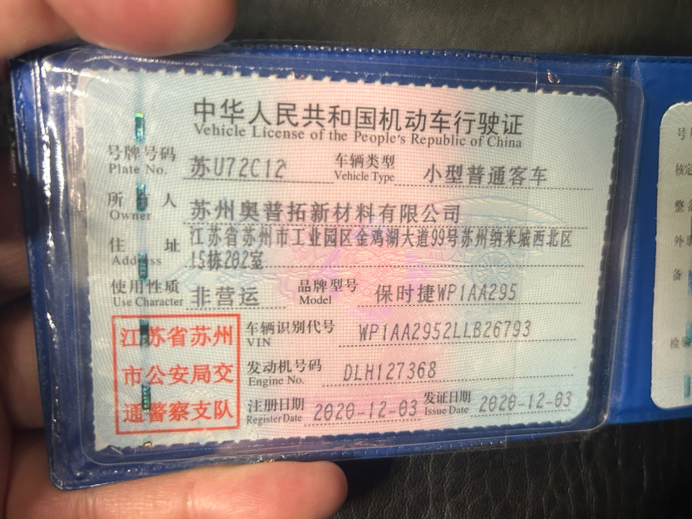 中华人民共和国机动车行驶证
Vehicle License of the People's Republic of China
号牌号码 苏U72C12 车辆类型 小型普通客车
Plate No. Vehicle Type
所有人 苏州奥普拓新材料有限公司
Owner
住址 江苏省苏州市工业园区金鸡湖大道99号苏州纳米城西北区
Address 15栋202室
使用性质 非营运 品牌型号 保时捷WP1AA295
Use Character Model
江苏省苏州 车辆识别代号 WP1AA2952LLB26793
VIN
市公安局交 发动机号码 DLH127368
Engine No.
通警察支队 注册日期 2020-12-03 发证日期 2020-12-03
Register Date Issue Date
号
核定
整备
外
备
检